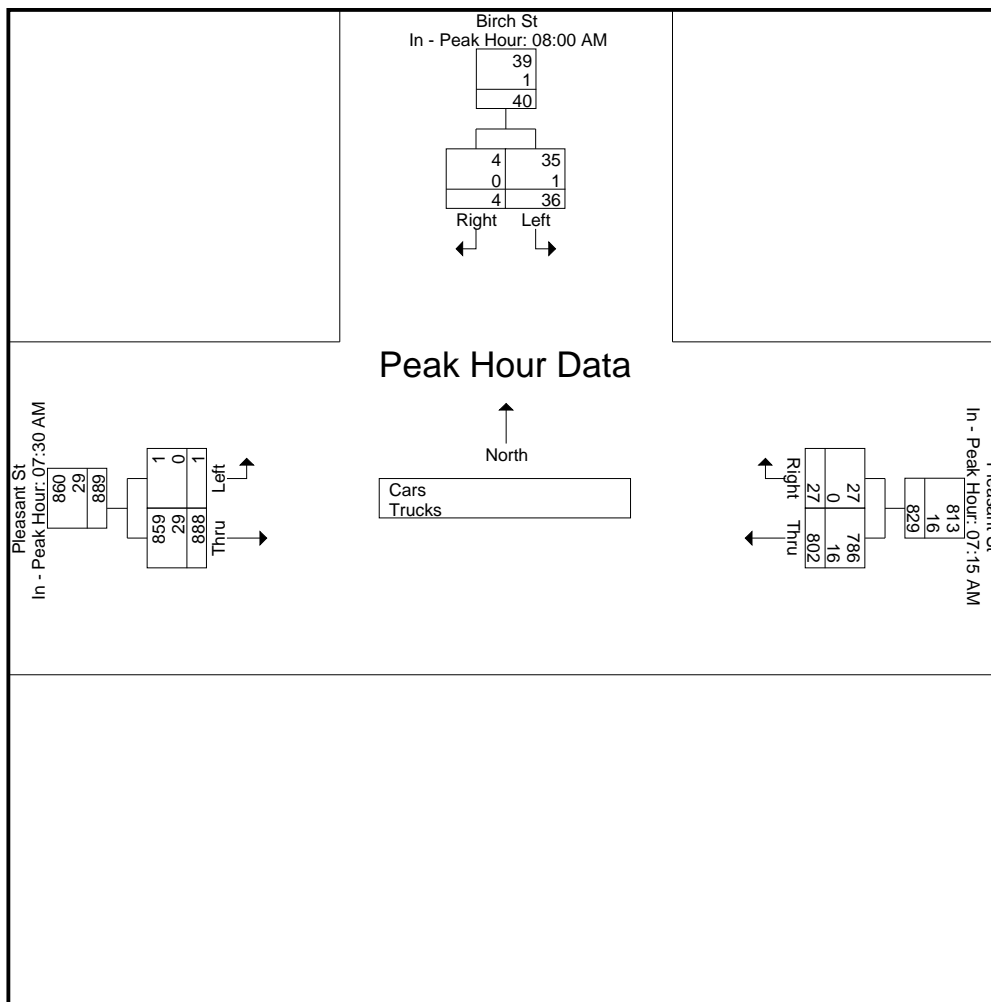 Birch St
In - Peak Hour: 08:00 AM
39
1
40
4 35
0 1
4 36
Right Left
Peak Hour Data
North
Cars
Trucks
Pleasant St
In - Peak Hour: 07:30 AM
860
29
889
1 859
0 29
1 888
Left Thru
Pleasant St
In - Peak Hour: 07:15 AM
813
16
829
27 786
0 16
27 802
Right Thru